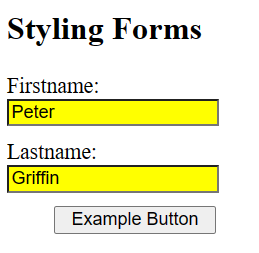 Styling Forms
Firstname:
Peter
Lastname:
Griffin
Example Button